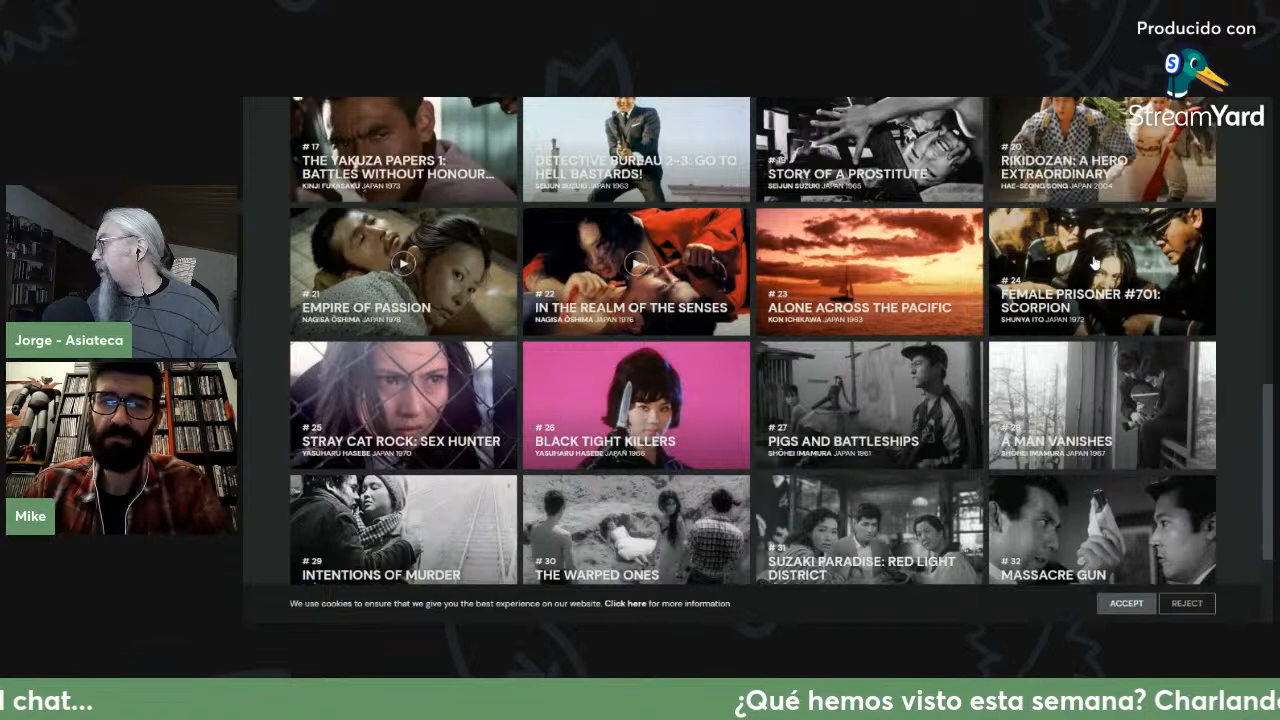 Producido con
S
StreamYard
# 17
THE YAKUZA PAPERS 1:
BATTLES WITHOUT HONOUR...
KINJI FUKASAKU JAPAN 1973
DETECTIVE BUREAU 2-3: GO TO
HELL BASTARDS!
SEIJUN SUZUKI JAPAN 1963
# 19
STORY OF A PROSTITUTE
SEIJUN SUZUKI JAPAN 1965
# 20
RIKIDOZAN: A HERO
EXTRAORDINARY
HAE-SEONG SONG JAPAN 2004
# 21
EMPIRE OF PASSION
NAGISA ÔSHIMA JAPAN 1978
# 22
IN THE REALM OF THE SENSES
NAGISA ÔSHIMA JAPAN 1976
# 23
ALONE ACROSS THE PACIFIC
KON ICHIKAWA JAPAN 1963
# 24
FEMALE PRISONER #701:
SCORPION
SHUNYA ITO JAPAN 1972
Jorge - Asiateca
# 25
STRAY CAT ROCK: SEX HUNTER
YASUHARU HASEBE JAPAN 1970
# 26
BLACK TIGHT KILLERS
YASUHARU HASEBE JAPAN 1966
# 27
PIGS AND BATTLESHIPS
SHÔHEI IMAMURA JAPAN 1961
# 28
A MAN VANISHES
SHÔHEI IMAMURA JAPAN 1967
Mike
# 29
INTENTIONS OF MURDER
# 30
THE WARPED ONES
# 31
SUZAKI PARADISE: RED LIGHT
DISTRICT
# 32
MASSACRE GUN
We use cookies to ensure that we give you the best experience on our website. Click here for more information.
ACCEPT
REJECT
l chat... ¿Qué hemos visto esta semana? Charland